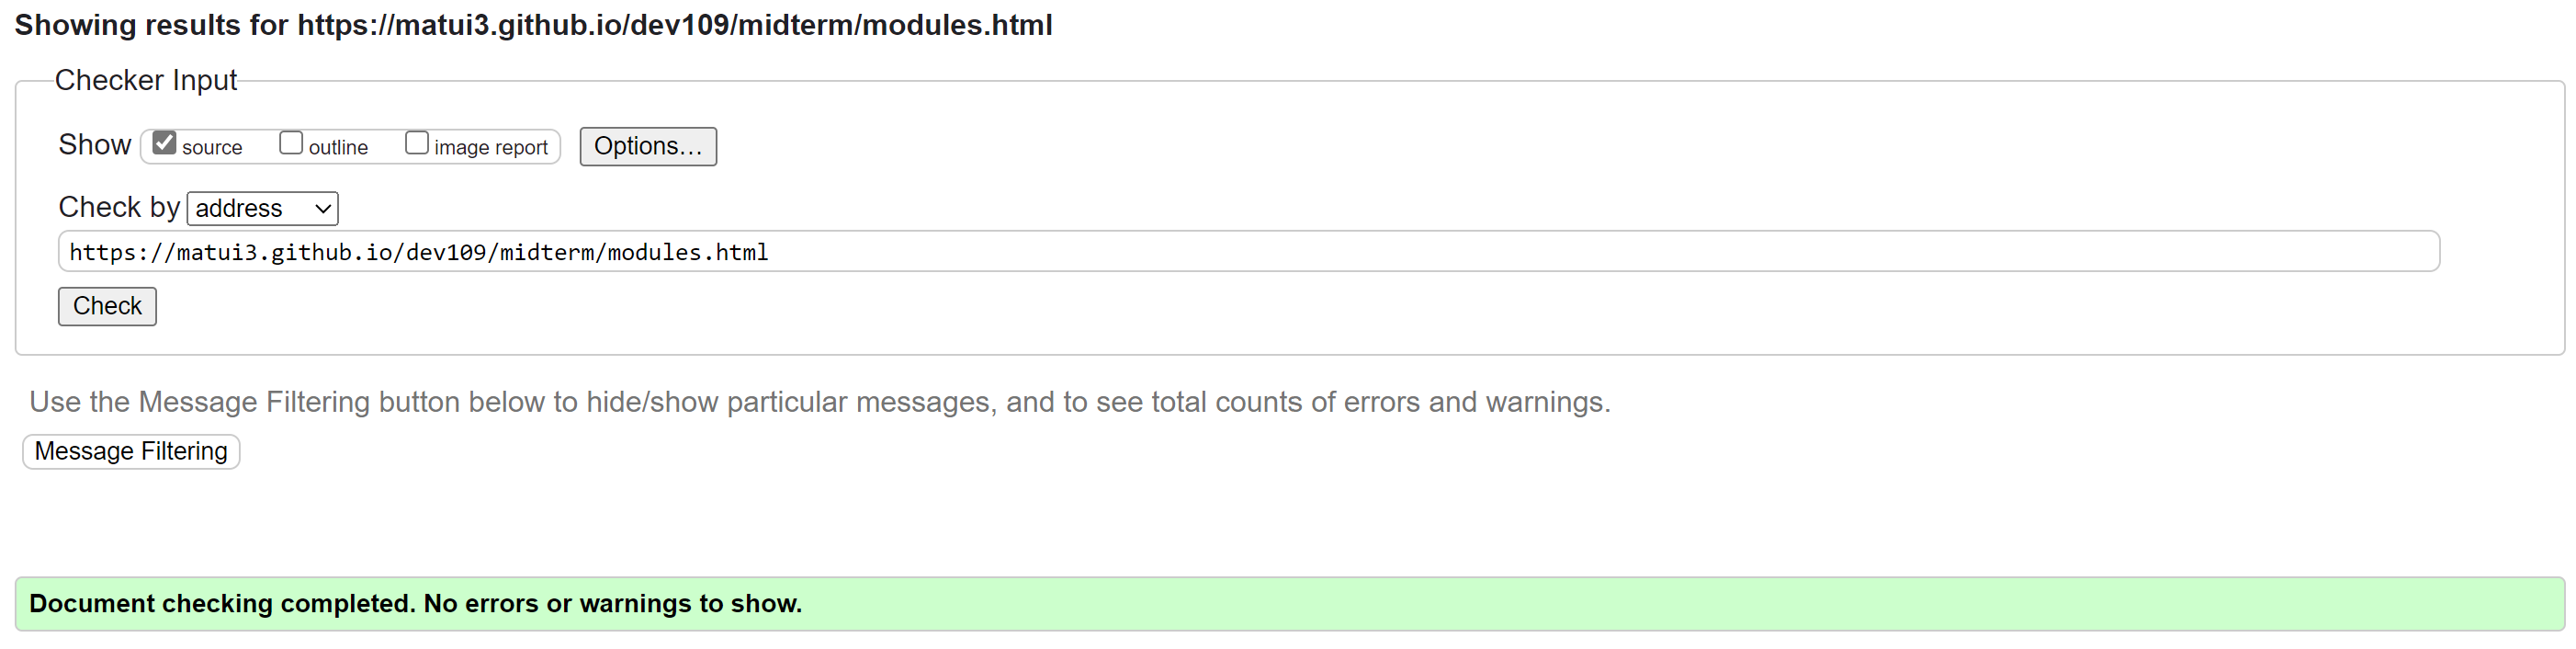 Showing results for https://matui3.github.io/dev109/midterm/modules.html
Checker Input
Show source outline image report Options...
Check by address
https://matui3.github.io/dev109/midterm/modules.html
Check
Use the Message Filtering button below to hide/show particular messages, and to see total counts of errors and warnings.
Message Filtering
Document checking completed. No errors or warnings to show.